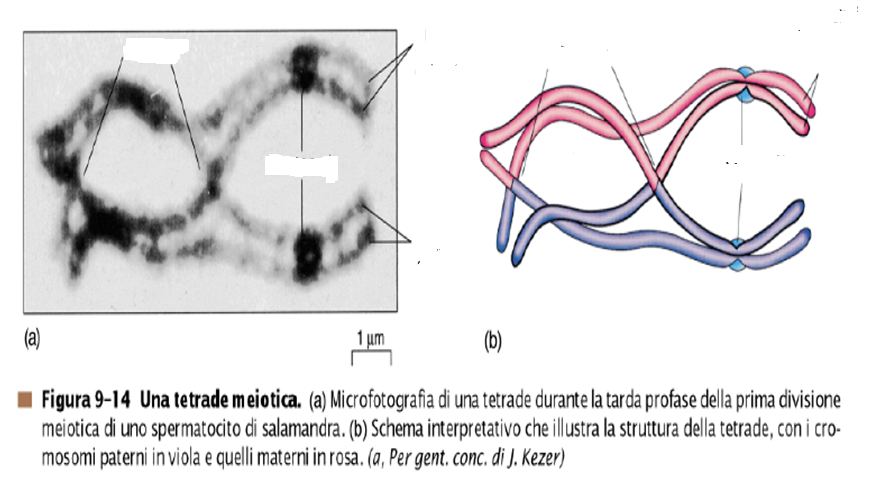 (a)
1 µm
(b)
Figura 9-14 Una tetrade meiotica. (a) Microfotografia di una tetrade durante la tarda profase della prima divisione
meiotica di uno spermatocito di salamandra. (b) Schema interpretativo che illustra la struttura della tetrade, con i cro-
mosomi paterni in viola e quelli materni in rosa. (a, Per gent. conc. di J. Kezer)